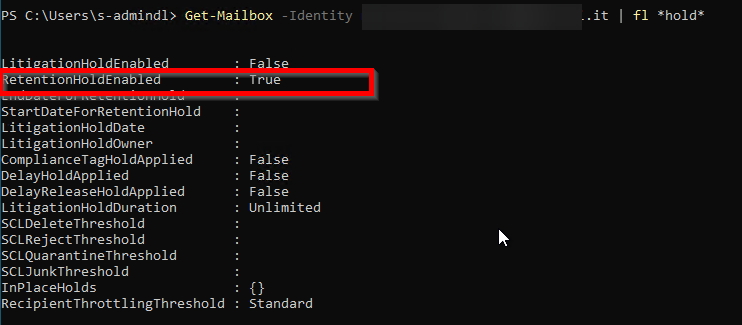 PS C:\Users\s-admindl> Get-Mailbox -Identity .it | fl *hold*
LitigationHoldEnabled : False
RetentionHoldEnabled : True
EndDateForRetentionHold :
StartDateForRetentionHold :
LitigationHoldDate :
LitigationHoldOwner :
ComplianceTagHoldApplied : False
DelayHoldApplied : False
DelayReleaseHoldApplied : False
LitigationHoldDuration : Unlimited
SCLDeleteThreshold :
SCLRejectThreshold :
SCLQuarantineThreshold :
SCLJunkThreshold :
InPlaceHolds : {}
RecipientThrottlingThreshold : Standard